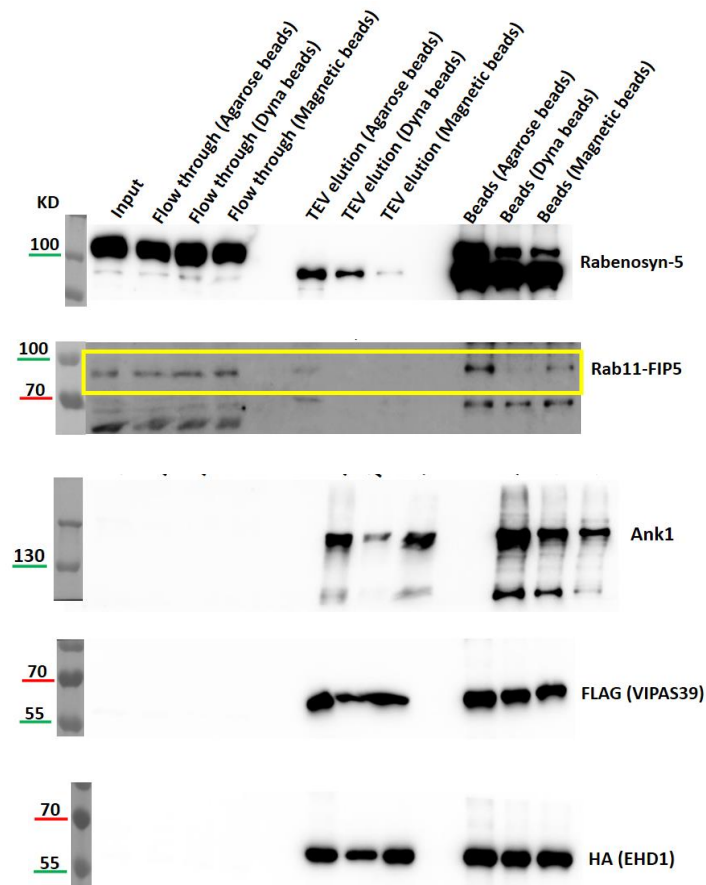 KD
Input
Flow through (Agarose beads)
Flow through (Dyna beads)
Flow through (Magnetic beads)
TEV elution (Agarose beads)
TEV elution (Dyna beads)
TEV elution (Magnetic beads)
Beads (Agarose beads)
Beads (Dyna beads)
Beads (Magnetic beads)
100
Rabenosyn-5
100
70
Rab11-FIP5
130
Ank1
70
55
FLAG (VIPAS39)
70
55
HA (EHD1)